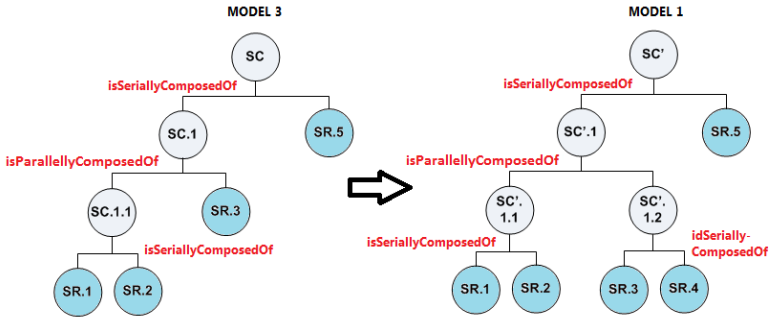 MODEL 3
SC
isSeriallyComposedOf
SC.1
SR.5
isParallellyComposedOf
SC.1.1
SR.3
isSeriallyComposedOf
SR.1
SR.2
MODEL 1
SC'
isSeriallyComposedOf
SC'.1
SR.5
isParallellyComposedOf
SC'.
1.1
SC'.
1.2
isSeriallyComposedOf
idSerially-
ComposedOf
SR.1
SR.2
SR.3
SR.4